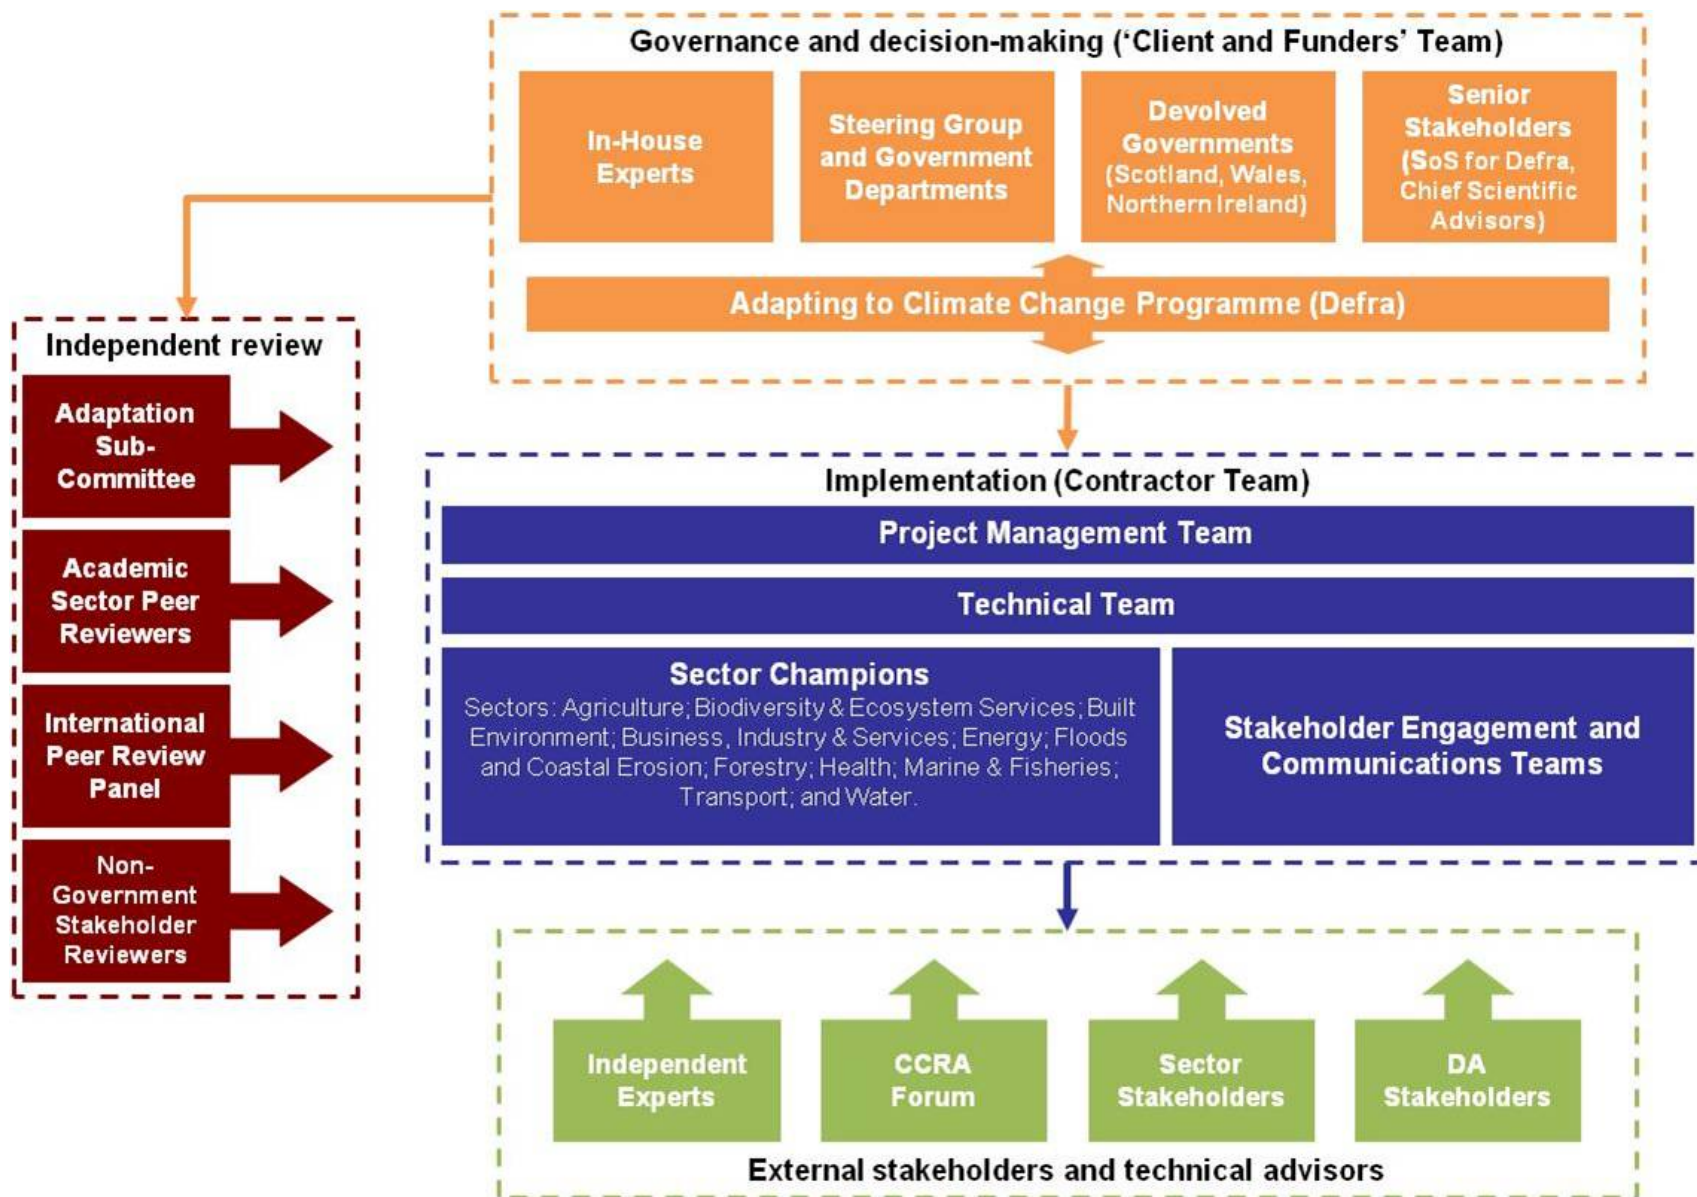 Governance and decision-making (‘Client and Funders’ Team)
In-House
Experts
Steering Group
and Government
Departments
Devolved
Governments
(Scotland, Wales,
Northern Ireland)
Senior
Stakeholders
(SoS for Defra,
Chief Scientific
Advisors)
Adapting to Climate Change Programme (Defra)
Independent review
Adaptation
Sub-
Committee
Academic
Sector Peer
Reviewers
International
Peer Review
Panel
Non-
Government
Stakeholder
Reviewers
Implementation (Contractor Team)
Project Management Team
Technical Team
Sector Champions
Sectors: Agriculture; Biodiversity & Ecosystem Services; Built
Environment; Business, Industry & Services; Energy; Floods
and Coastal Erosion; Forestry; Health; Marine & Fisheries;
Transport; and Water.
Stakeholder Engagement and
Communications Teams
Independent
Experts
CCRA
Forum
Sector
Stakeholders
DA
Stakeholders
External stakeholders and technical advisors